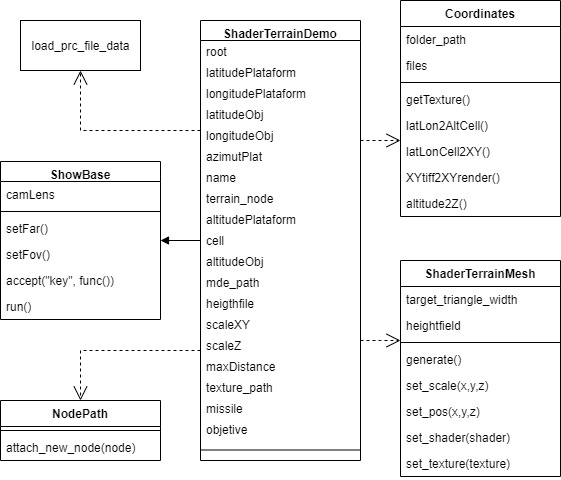 load_prc_file_data
ShowBase
camLens
setFar()
setFov()
accept("key", func())
run()
NodePath
attach_new_node(node)
ShaderTerrainDemo
root
latitudePlataform
longitudePlataform
latitudeObj
longitudeObj
azimutPlat
name
terrain_node
altitudePlataform
cell
altitudeObj
mde_path
heigthfile
scaleXY
scaleZ
maxDistance
texture_path
missile
objetive
Coordinates
folder_path
files
getTexture()
latLon2AltCell()
latLonCell2XY()
XYtiff2XYrender()
altitude2Z()
ShaderTerrainMesh
target_triangle_width
heightfield
generate()
set_scale(x,y,z)
set_pos(x,y,z)
set_shader(shader)
set_texture(texture)